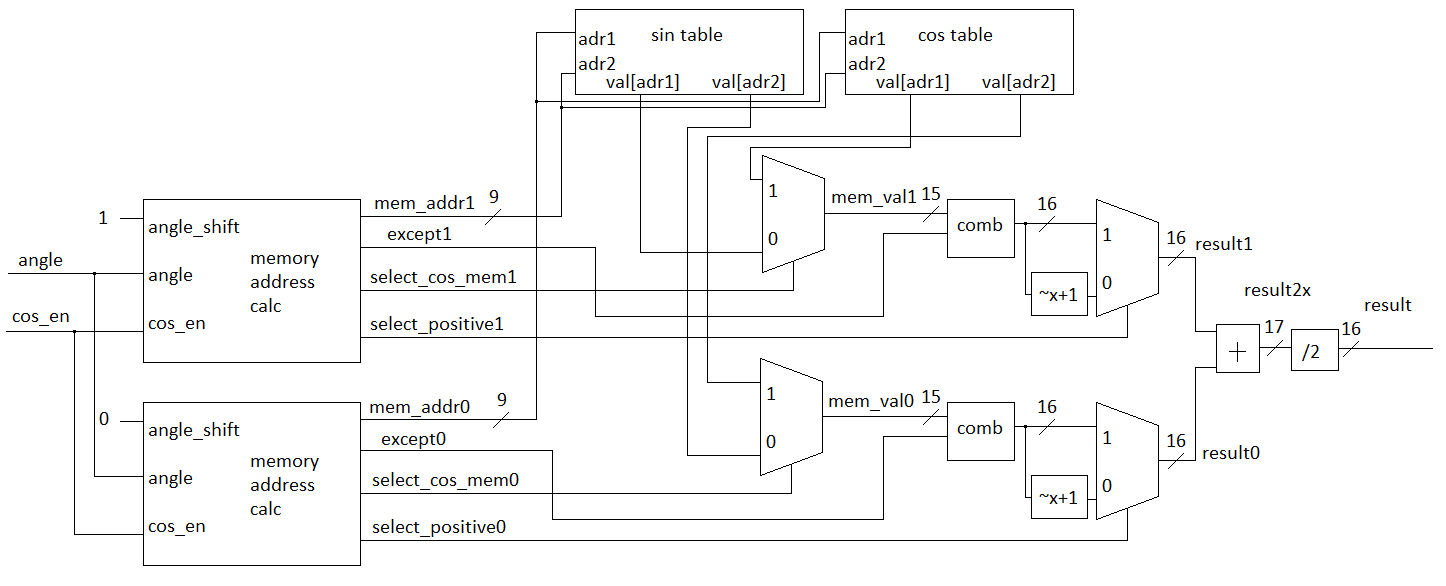 sin table
cos table
adr1
adr1
adr2
adr2
val[adr1]
val[adr2]
val[adr1]
val[adr2]
1
angle_shift
mem_addr1
9
except1
angle
angle
memory
address
calc
select_cos_mem1
cos_en
cos_en
select_positive1
1
0
mem_val1
15
comb
16
1
0
~x+1
16
result1
result2x
result
17
16
+
/2
0
angle_shift
mem_addr0
9
except0
angle
memory
address
calc
select_cos_mem0
cos_en
select_positive0
1
0
mem_val0
15
comb
16
1
0
~x+1
16
result0